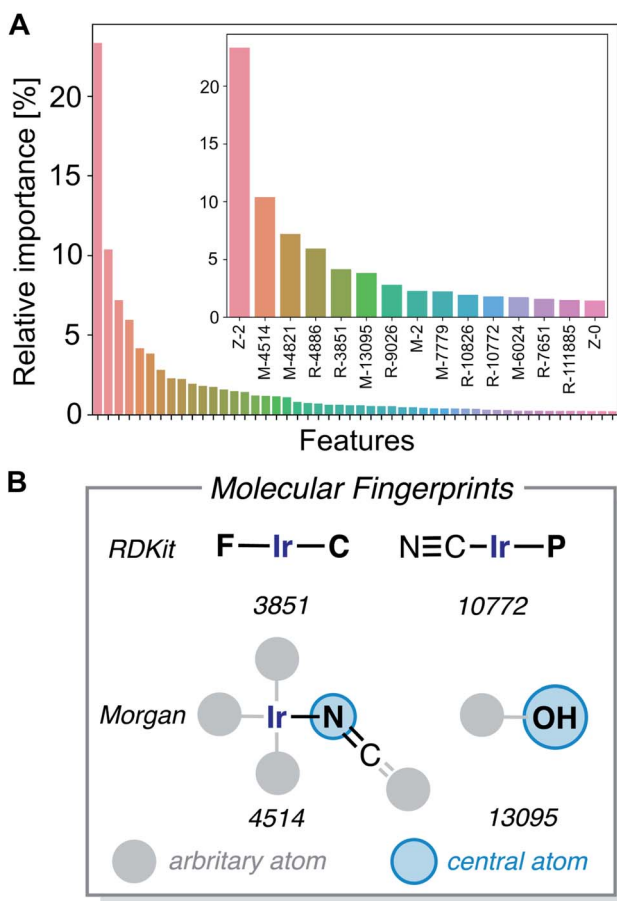 A
Relative importance [%]
20
15
10
5
0
Features
20
15
10
5
0
Z-2
M-4514
M-4821
R-4886
R-3851
M-13095
R-9026
M-2
M-7779
R-10826
R-10772
M-6024
R-7651
R-111885
Z-0
B
Molecular Fingerprints
RDKit F—Ir—C N≡C—Ir—P
3851 10772
Morgan Ir—N OH
C
4514 13095
arbritary atom central atom